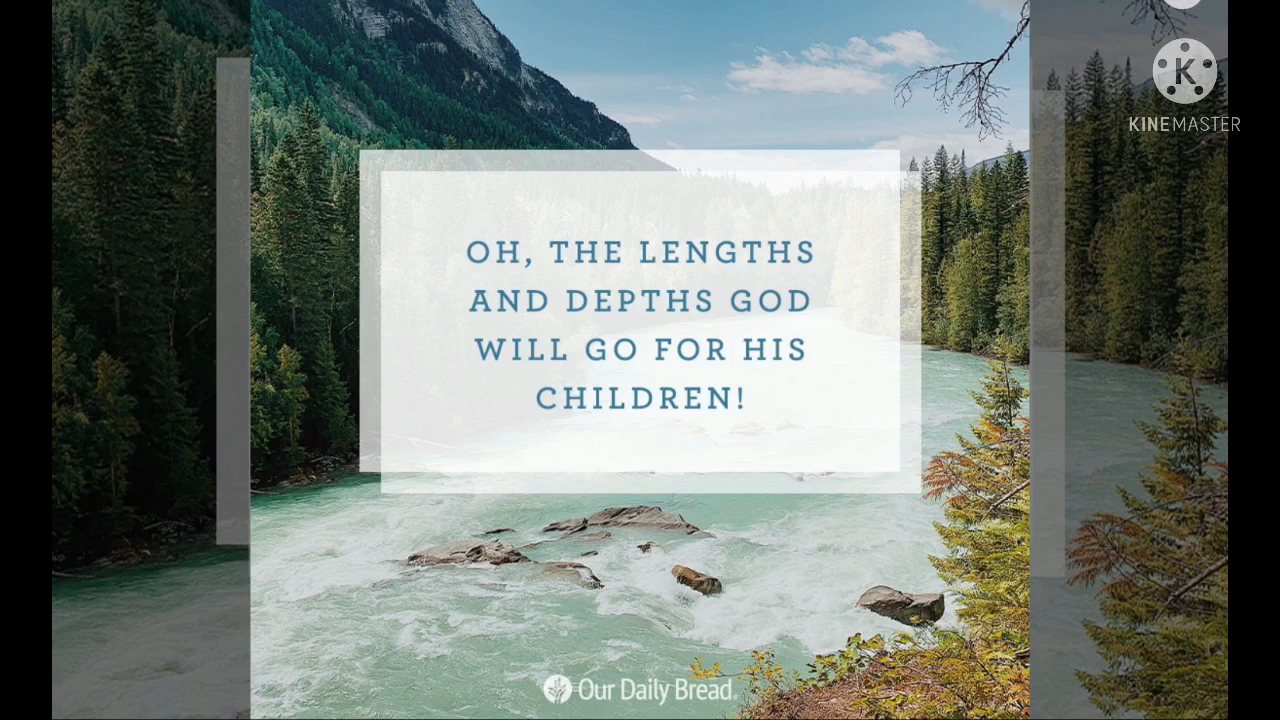 K
KINEMASTER
OH, THE LENGTHS
AND DEPTHS GOD
WILL GO FOR HIS
CHILDREN!
Our Daily Bread